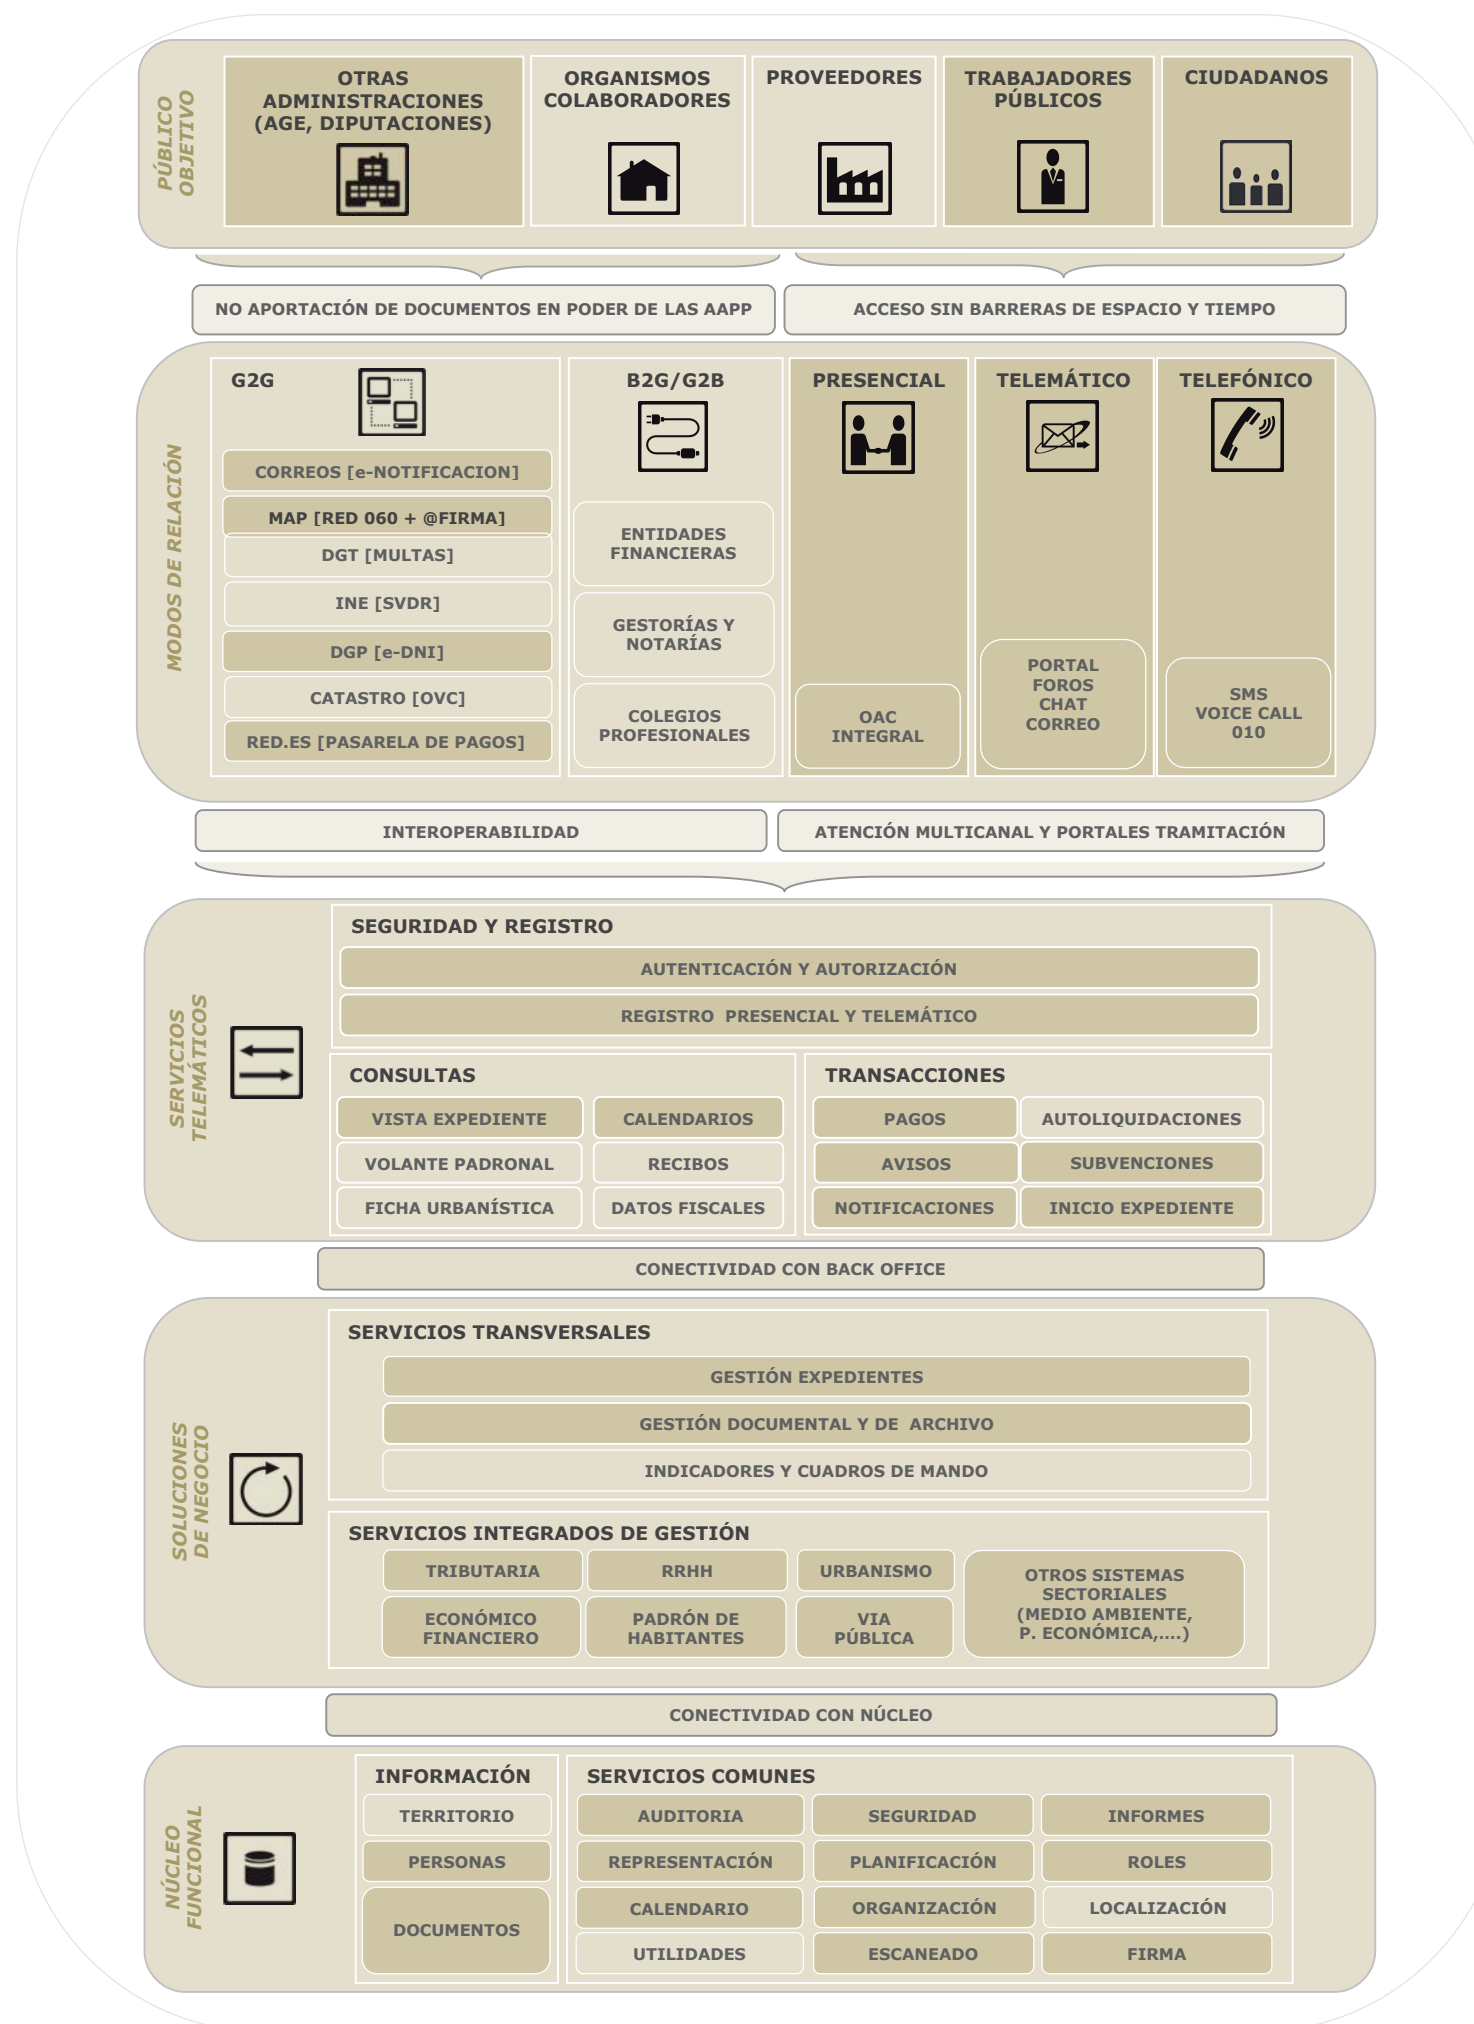 PÚBLICO
OBJETIVO
OTRAS
ADMINISTRACIONES
(AGE, DIPUTACIONES)
ORGANISMOS
COLABORADORES
PROVEEDORES
TRABAJADORES
PÚBLICOS
CIUDADANOS
NO APORTACIÓN DE DOCUMENTOS EN PODER DE LAS AAPP
ACCESO SIN BARRERAS DE ESPACIO Y TIEMPO
MODOS DE RELACIÓN
G2G
CORREOS [e-NOTIFICACION]
MAP [RED 060 + @FIRMA]
DGT [MULTAS]
INE [SVDR]
DGP [e-DNI]
CATASTRO [OVC]
RED.ES [PASARELA DE PAGOS]
B2G/G2B
ENTIDADES
FINANCIERAS
GESTORÍAS Y
NOTARÍAS
COLEGIOS
PROFESIONALES
PRESENCIAL
OAC
INTEGRAL
TELEMÁTICO
PORTAL
FOROS
CHAT
CORREO
TELEFÓNICO
SMS
VOICE CALL
010
INTEROPERABILIDAD
ATENCIÓN MULTICANAL Y PORTALES TRAMITACIÓN
SERVICIOS
TELEMÁTICOS
SEGURIDAD Y REGISTRO
AUTENTICACIÓN Y AUTORIZACIÓN
REGISTRO  PRESENCIAL Y TELEMÁTICO
CONSULTAS
VISTA EXPEDIENTE
CALENDARIOS
VOLANTE PADRONAL
RECIBOS
FICHA URBANÍSTICA
DATOS FISCALES
TRANSACCIONES
PAGOS
AUTOLIQUIDACIONES
AVISOS
SUBVENCIONES
NOTIFICACIONES
INICIO EXPEDIENTE
CONECTIVIDAD CON BACK OFFICE
SOLUCIONES
DE NEGOCIO
SERVICIOS TRANSVERSALES
GESTIÓN EXPEDIENTES
GESTIÓN DOCUMENTAL Y DE  ARCHIVO
INDICADORES Y CUADROS DE MANDO
SERVICIOS INTEGRADOS DE GESTIÓN
TRIBUTARIA
RRHH
URBANISMO
ECONÓMICO
FINANCIERO
PADRÓN DE
HABITANTES
VIA
PÚBLICA
OTROS SISTEMAS
SECTORIALES
(MEDIO AMBIENTE,
P. ECONÓMICA,....)
CONECTIVIDAD CON NÚCLEO
NÚCLEO
FUNCIONAL
INFORMACIÓN
TERRITORIO
PERSONAS
DOCUMENTOS
SERVICIOS COMUNES
AUDITORIA
SEGURIDAD
INFORMES
REPRESENTACIÓN
PLANIFICACIÓN
ROLES
CALENDARIO
ORGANIZACIÓN
LOCALIZACIÓN
UTILIDADES
ESCANEADO
FIRMA